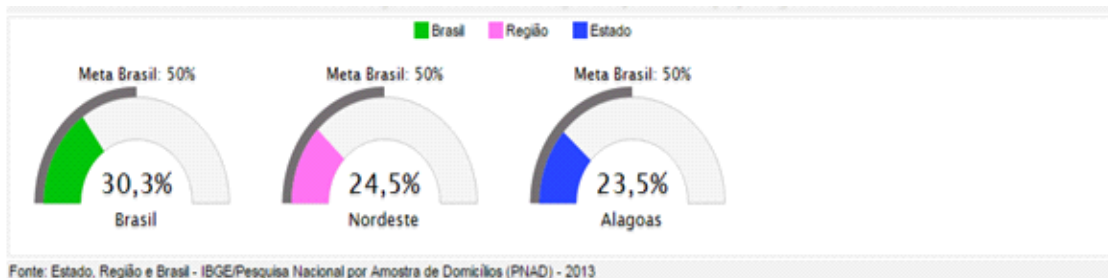 Brasil Região Estado
Meta Brasil: 50% Meta Brasil: 50% Meta Brasil: 50%
30,3% 24,5% 23,5%
Brasil Nordeste Alagoas
Fonte: Estado, Região e Brasil - IBGE/Pesquisa Nacional por Amostra de Domicílios (PNAD) - 2013